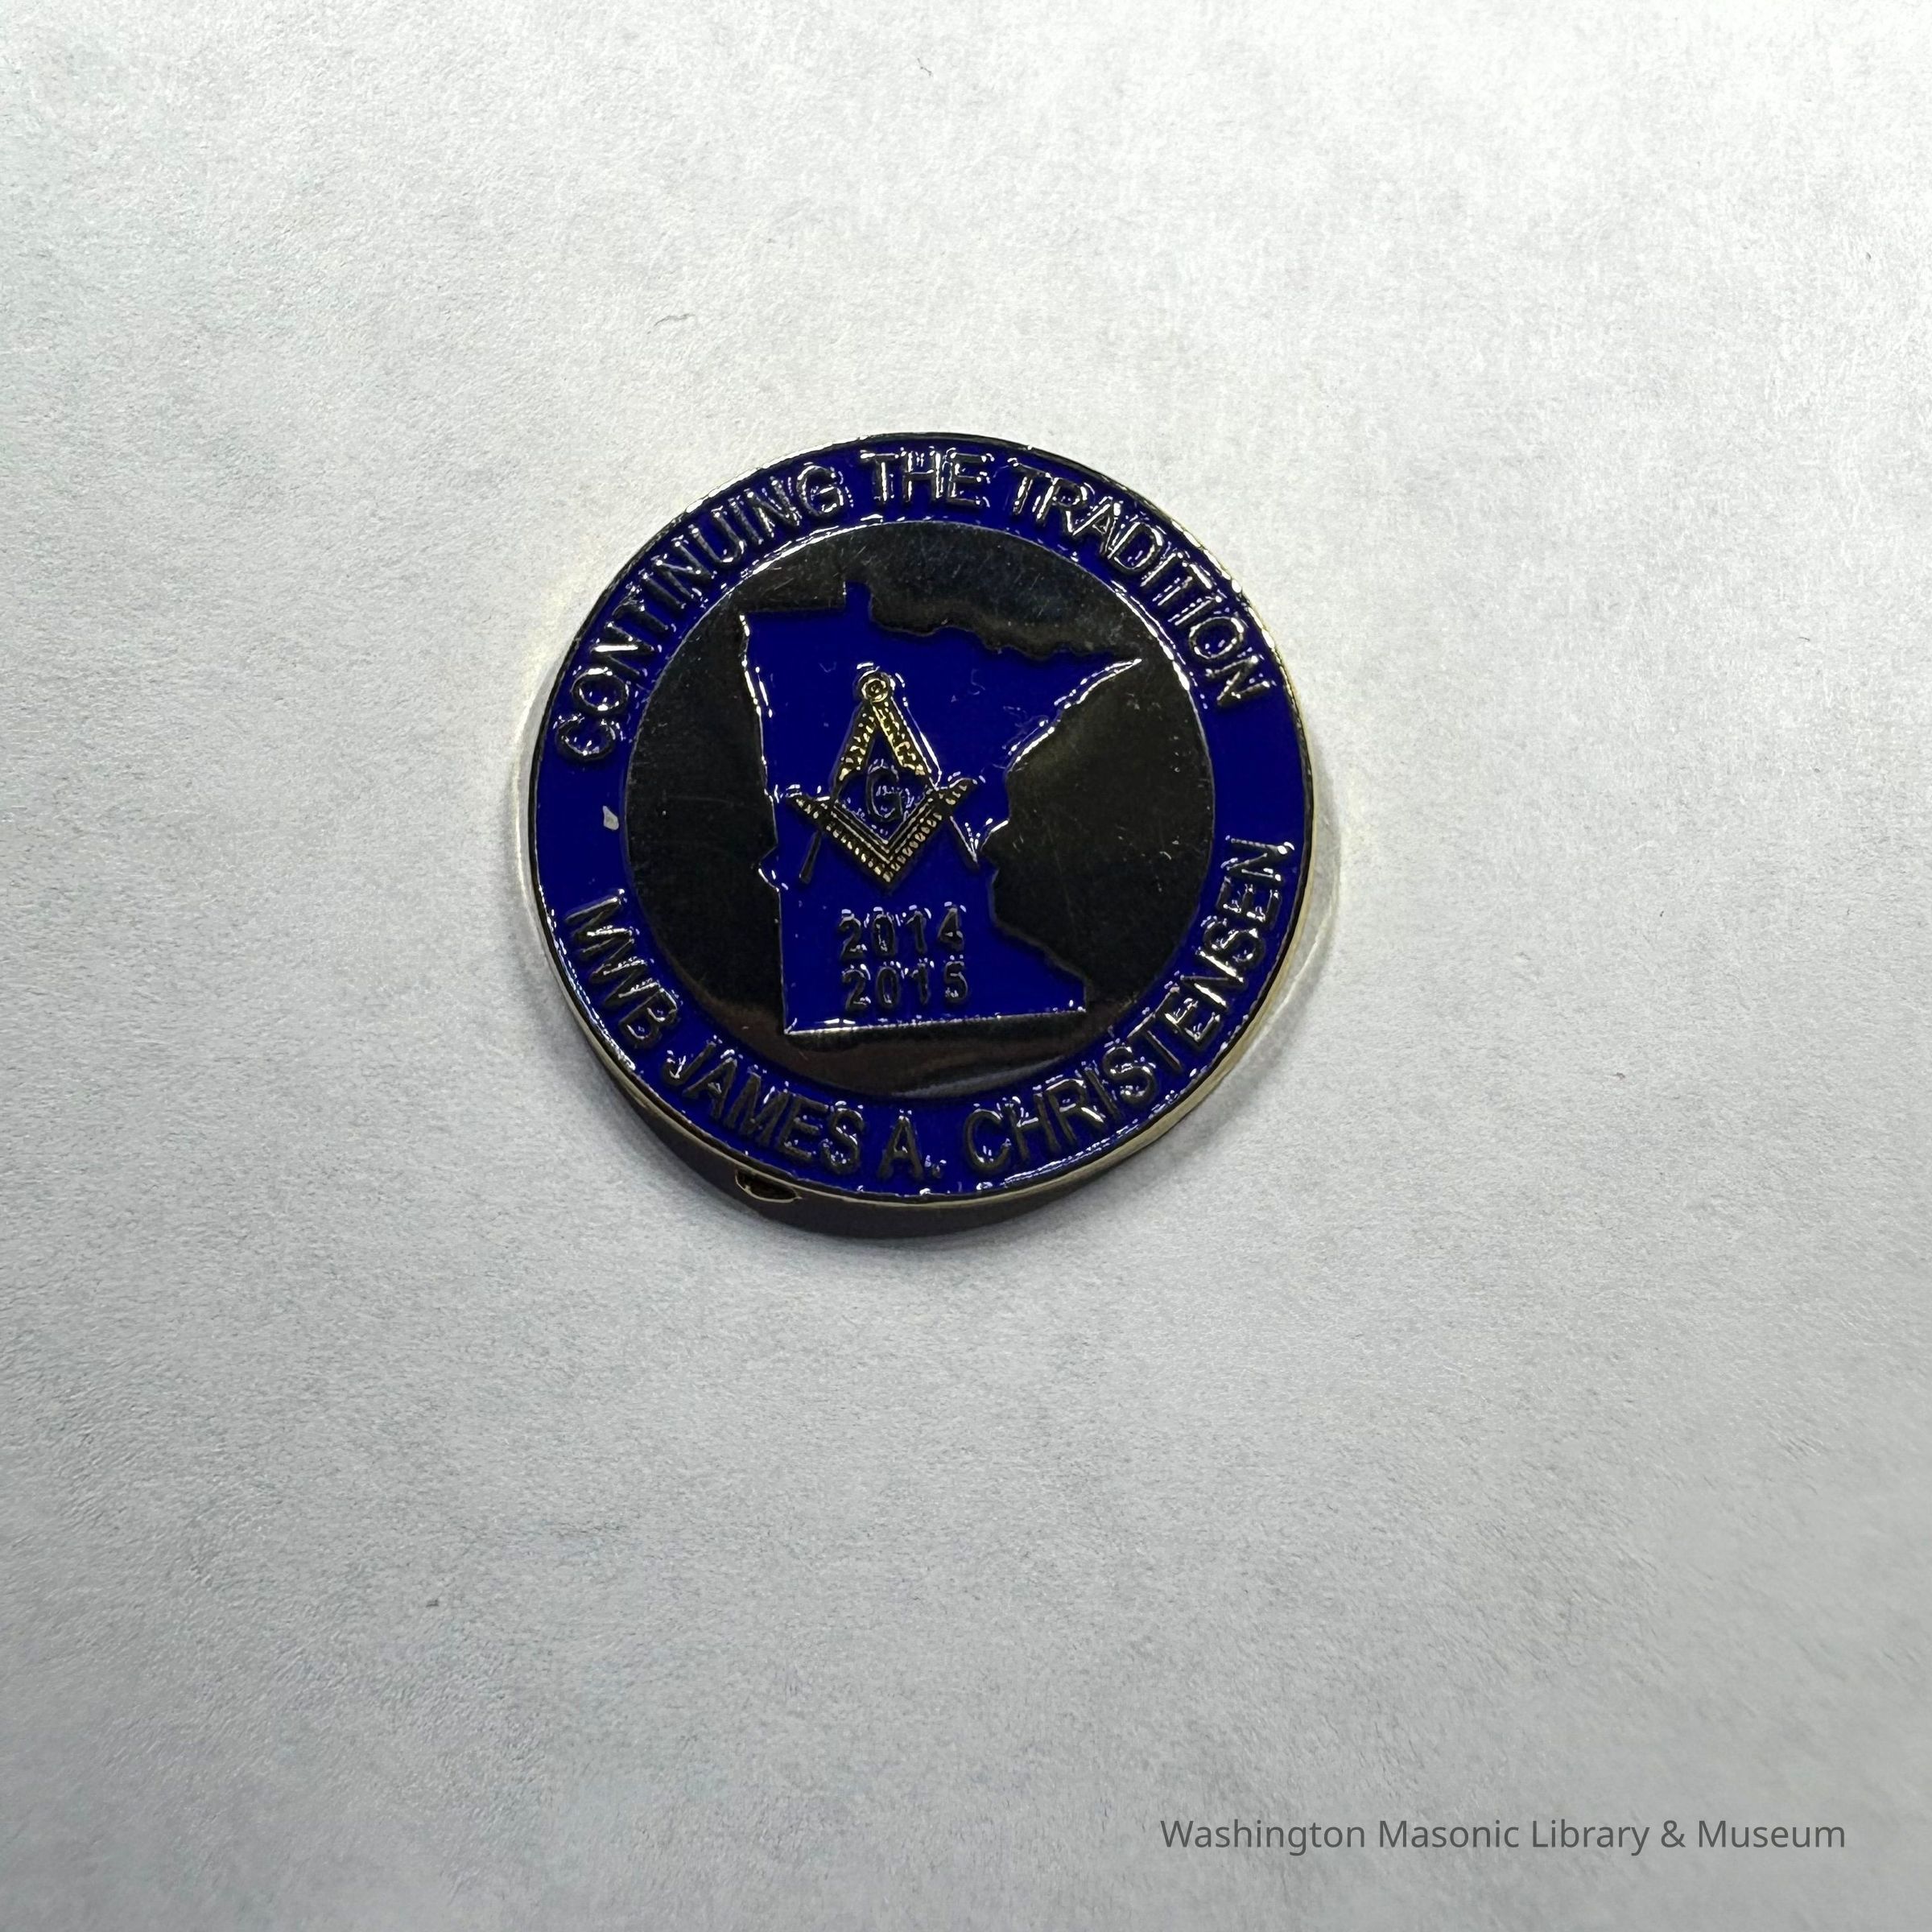 CONTINUING THE TRADITION
G
2014
2015
MWB JAMES A. CHRISTENSEN
Washington Masonic Library & Museum